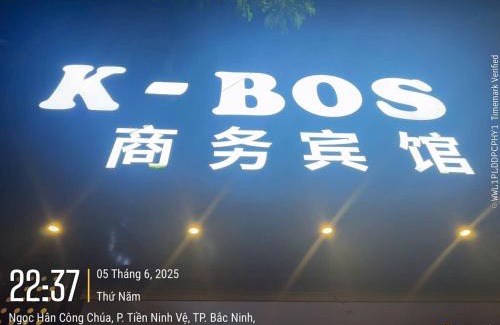 K-BOS
商务宾馆
22:37
05 Tháng 6, 2025
Thứ Năm
Ngọc Hân Công Chúa, P. Tiền Ninh Vệ, TP. Bắc Ninh,
©WWL1PLDDPCPHY1 Timemark Verified